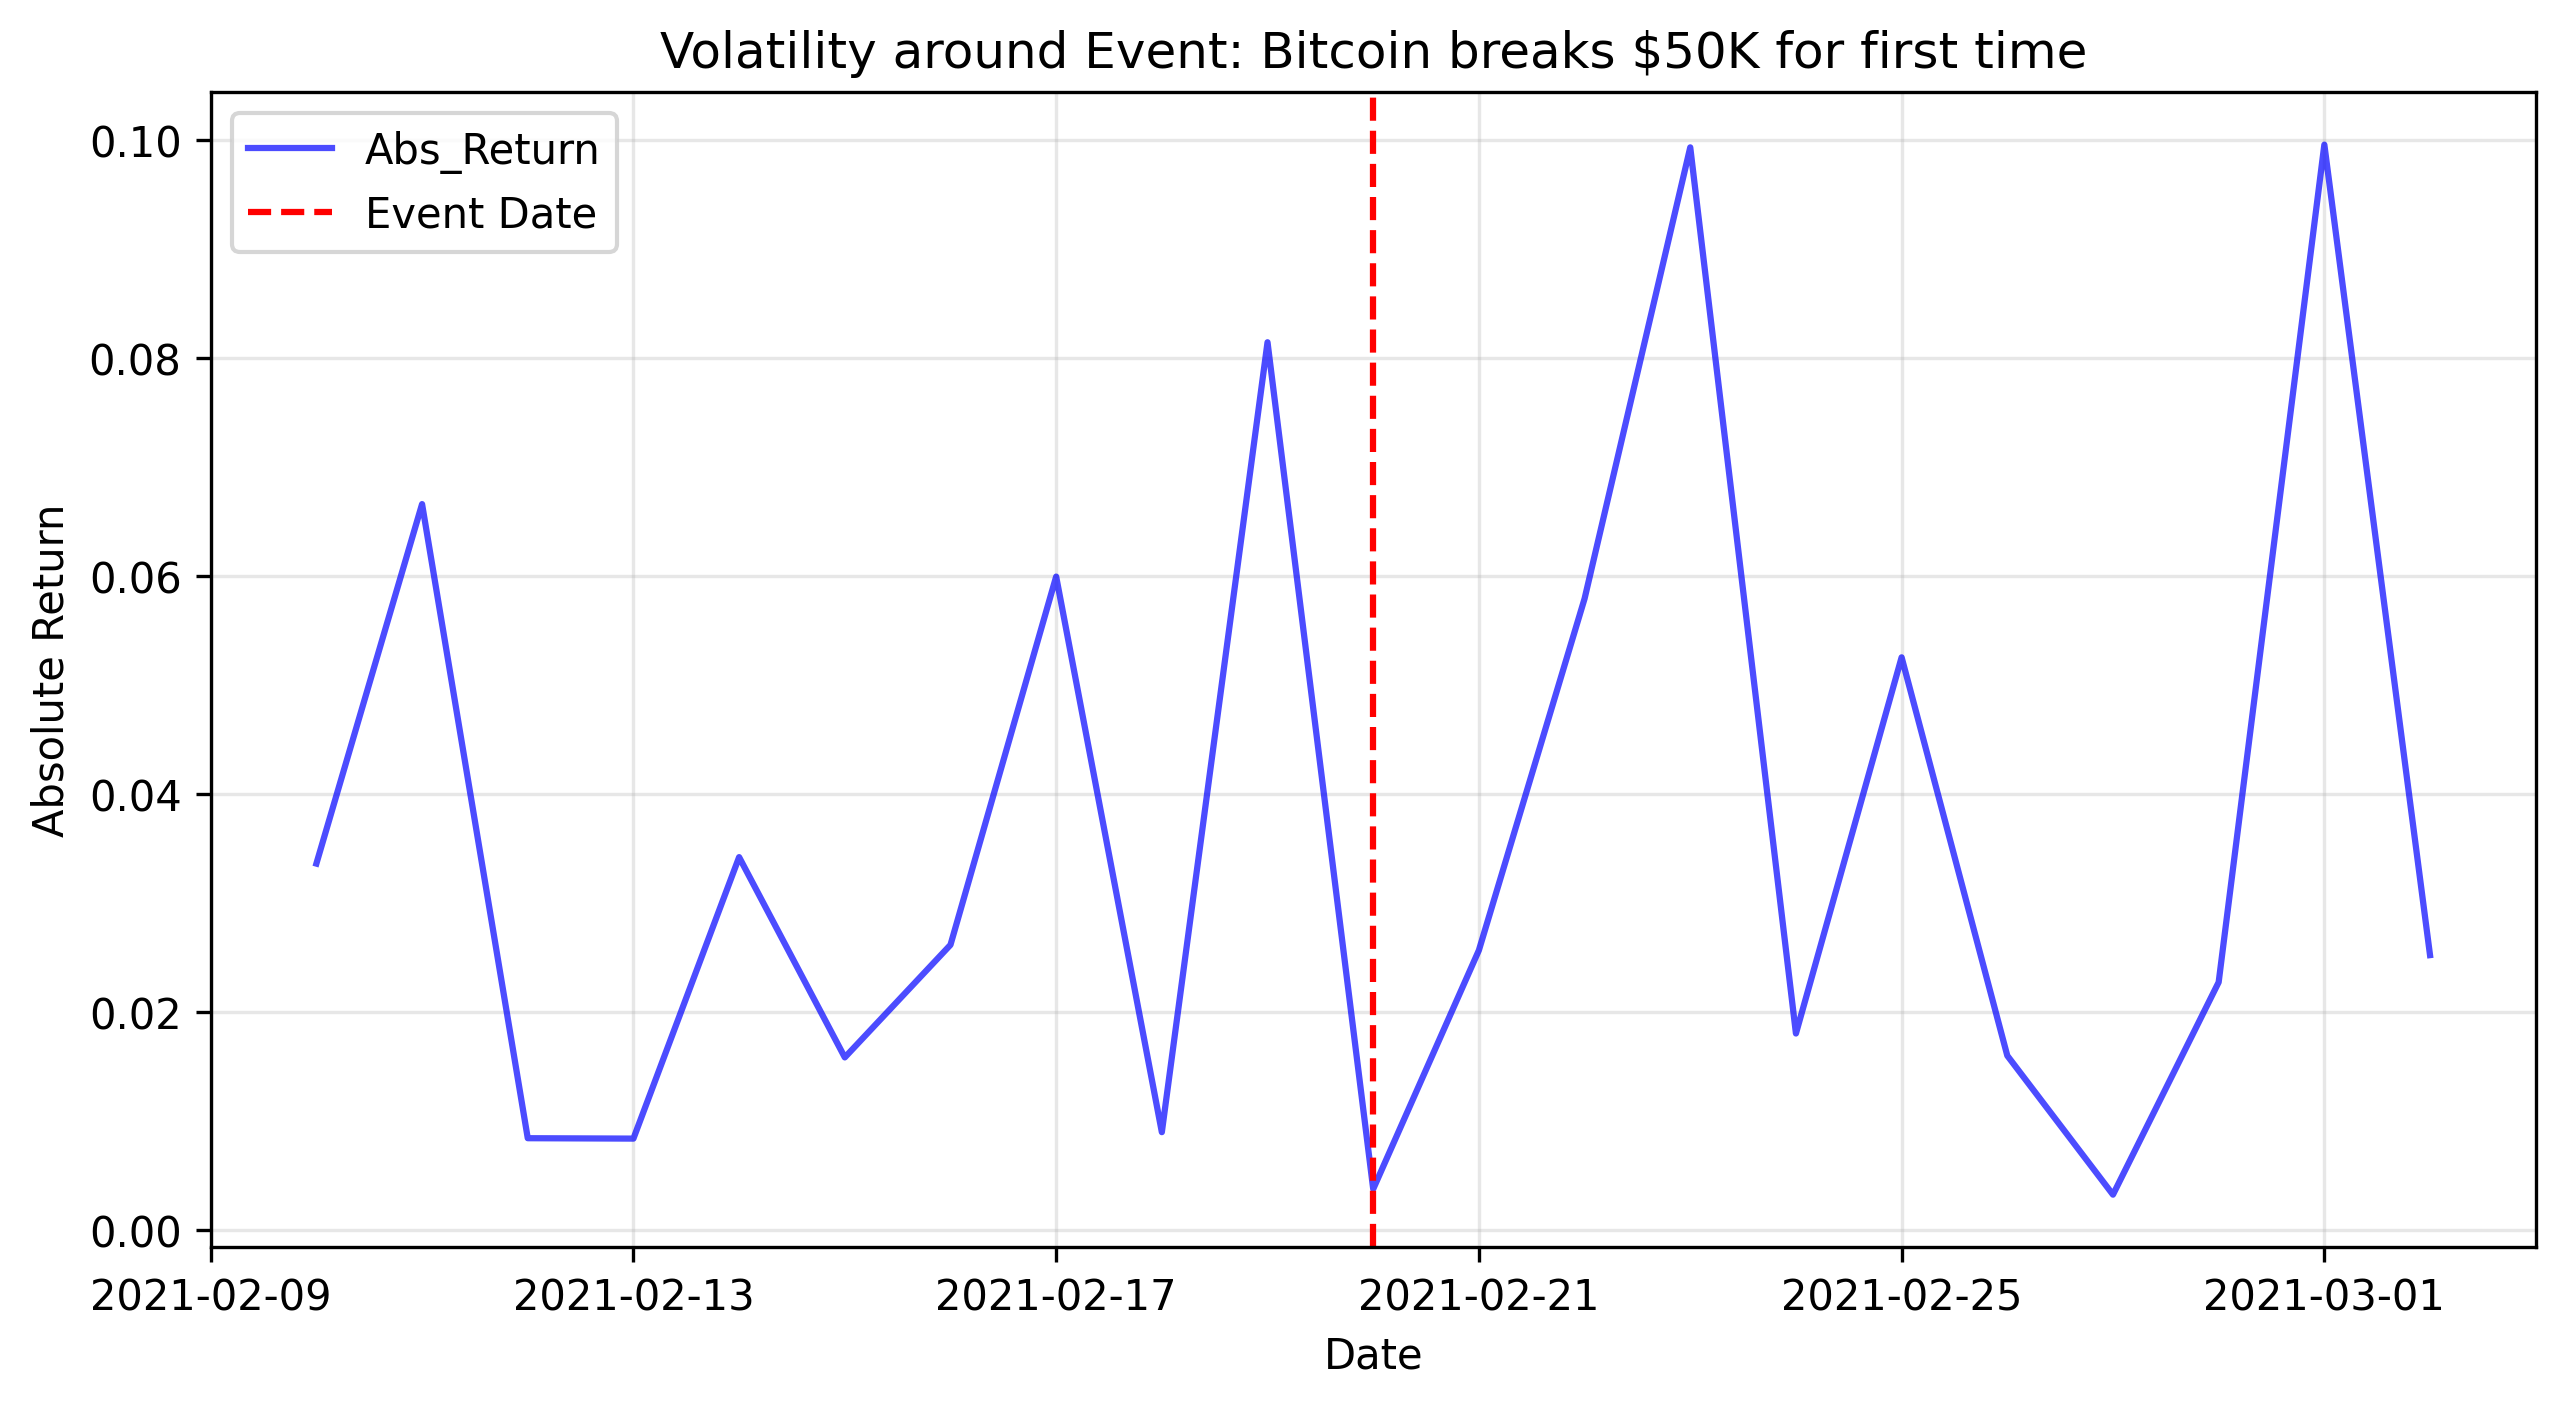 Volatility around Event: Bitcoin breaks $50K for first time
Abs_Return
Event Date
Absolute Return
0.10
0.08
0.06
0.04
0.02
0.00
2021-02-09 2021-02-13 2021-02-17 2021-02-21 2021-02-25 2021-03-01
Date